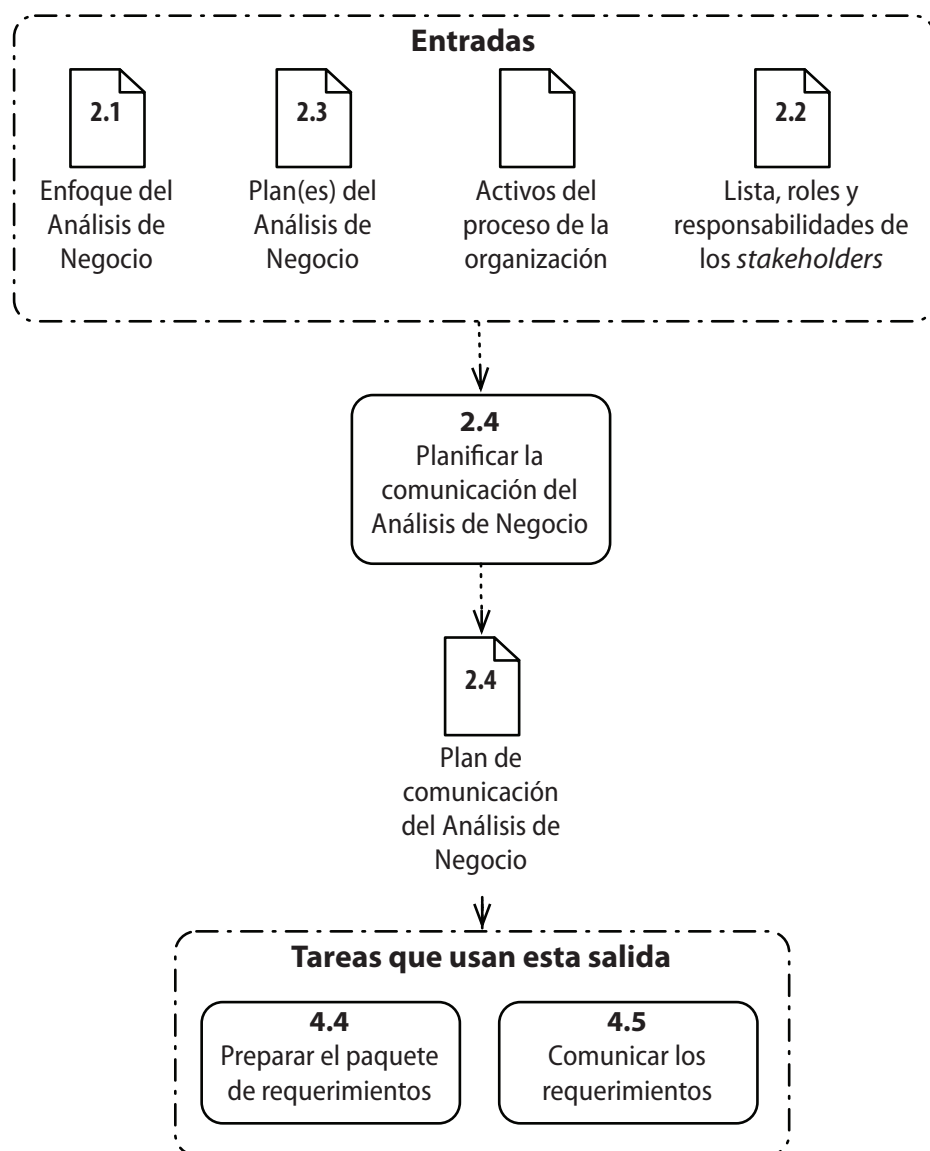 Entradas
2.1
Enfoque del
Análisis de
Negocio
2.3
Plan(es) del
Análisis de
Negocio
Activos del
proceso de la
organización
2.2
Lista, roles y
responsabilidades de
los stakeholders
2.4
Planificar la
comunicación del
Análisis de Negocio
2.4
Plan de
comunicación
del Análisis de
Negocio
Tareas que usan esta salida
4.4
Preparar el paquete
de requerimientos
4.5
Comunicar los
requerimientos